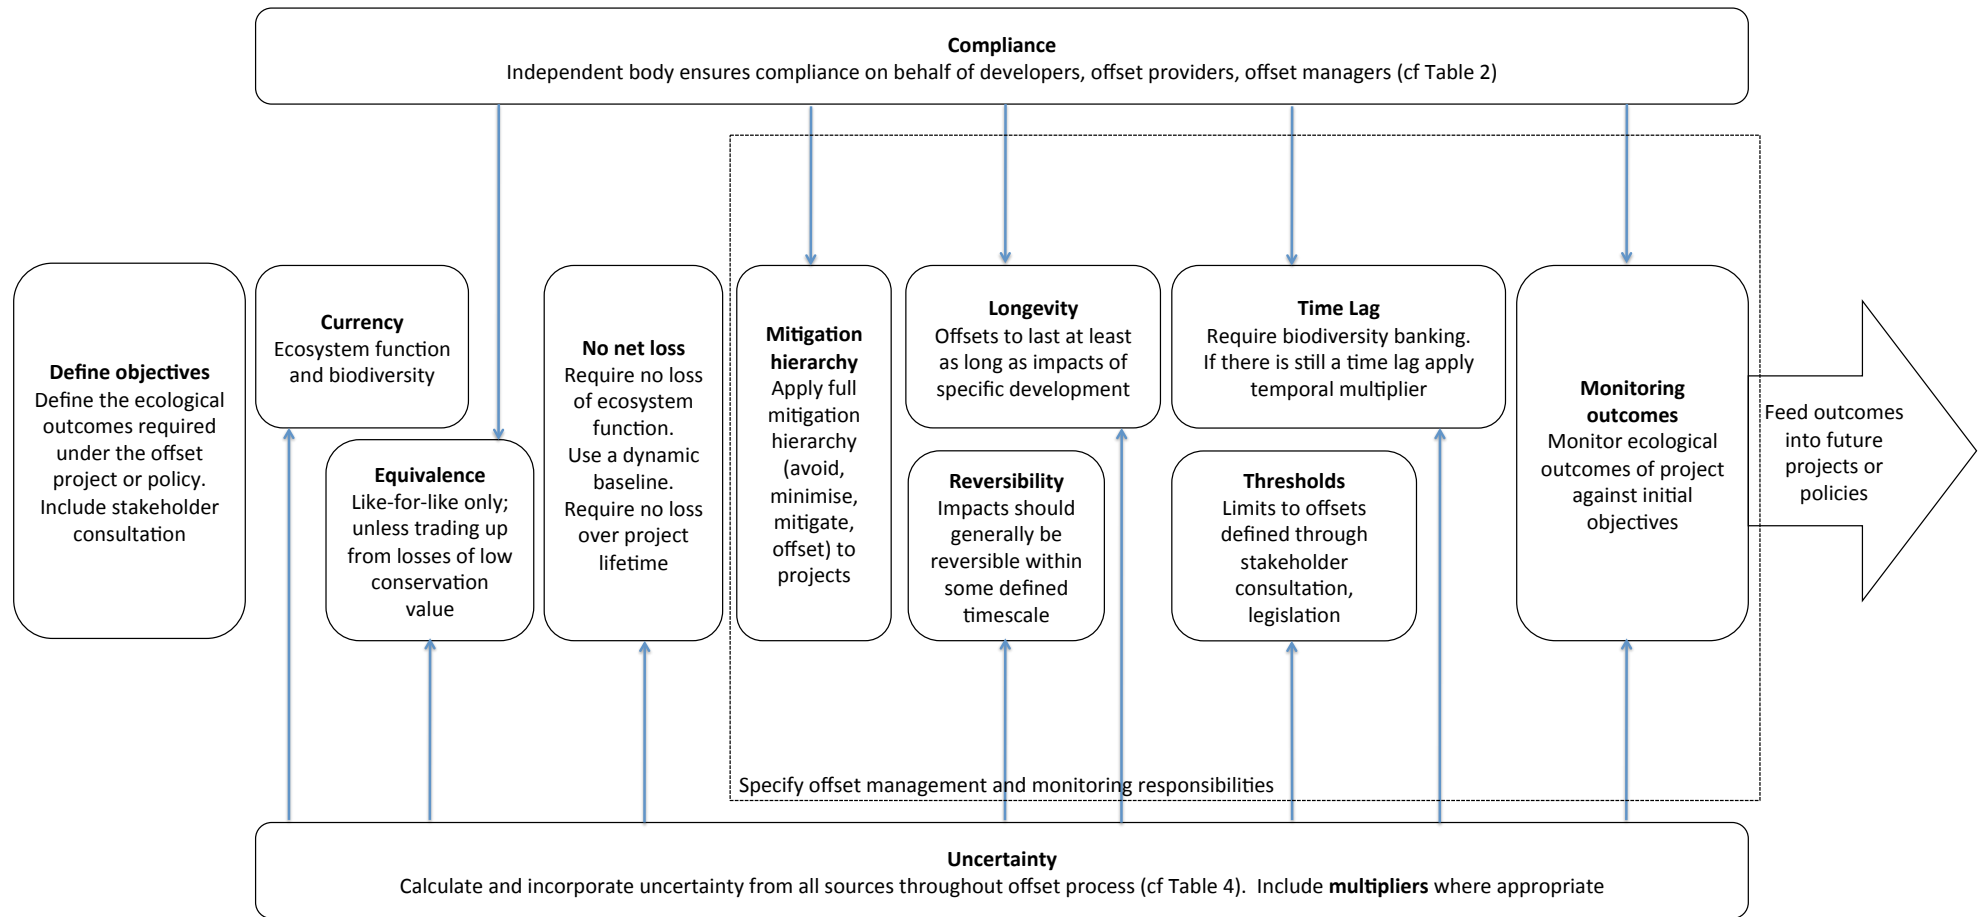 Compliance
Independent body ensures compliance on behalf of developers, offset providers, offset managers (cf Table 2)
Define objectives
Define the ecological
outcomes required
under the offset
project or policy.
Include stakeholder
consultation
Currency
Ecosystem function
and biodiversity
Equivalence
Like-for-like only;
unless trading up
from losses of low
conservation
value
No net loss
Require no loss
of ecosystem
function.
Use a dynamic
baseline.
Require no loss
over project
lifetime
Mitigation
hierarchy
Apply full
mitigation
hierarchy
(avoid,
minimise,
mitigate,
offset) to
projects
Longevity
Offsets to last at least
as long as impacts of
specific development
Reversibility
Impacts should
generally be
reversible within
some defined
timescale
Time Lag
Require biodiversity banking.
If there is still a time lag apply
temporal multiplier
Thresholds
Limits to offsets
defined through
stakeholder
consultation,
legislation
Monitoring
outcomes
Monitor ecological
outcomes of project
against initial
objectives
Feed outcomes
into future
projects or
policies
Specify offset management and monitoring responsibilities
Uncertainty
Calculate and incorporate uncertainty from all sources throughout offset process (cf Table 4).  Include multipliers where appropriate